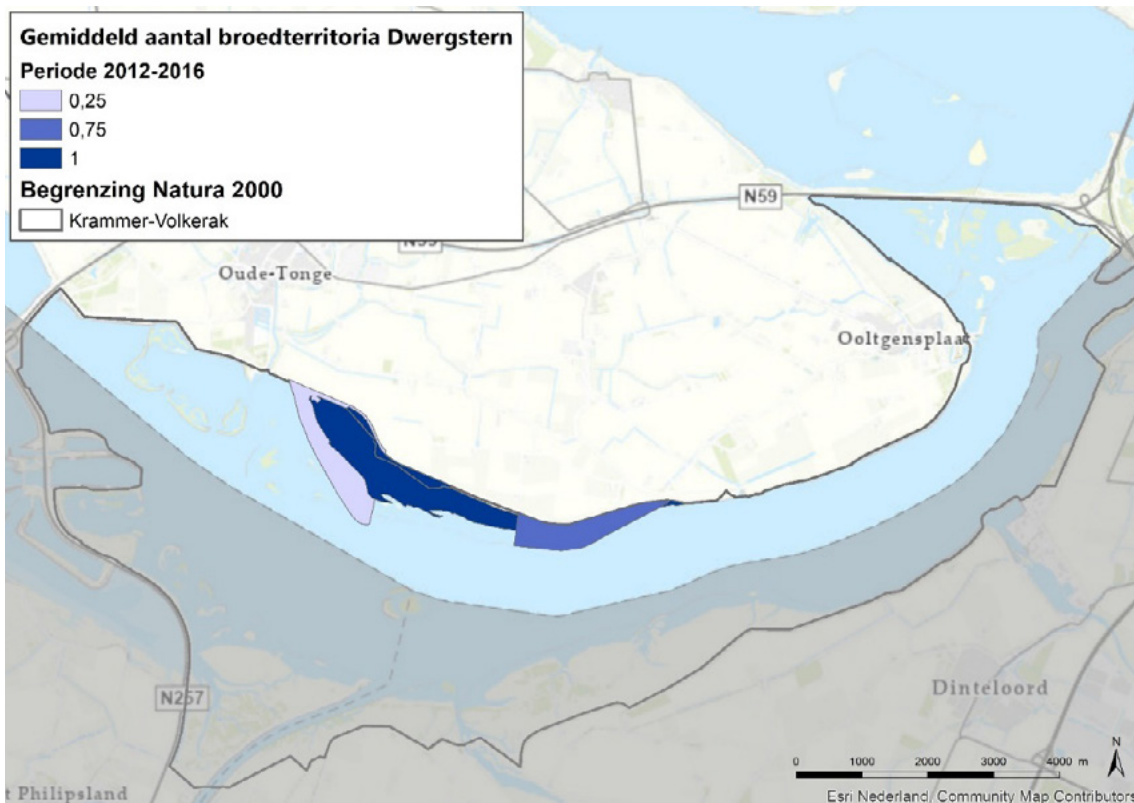 Gemiddeld aantal broedterritoria Dwergstern
Periode 2012-2016
0,25
0,75
1
Begrenzing Natura 2000
Krammer-Volkerak
N59
Oude-Tonge
Ooltgensplaat
N257
Dinteloord
t Philipsland
0 1000 2000 3000 4000 m
N
Esri Nederland, Community Map Contributors